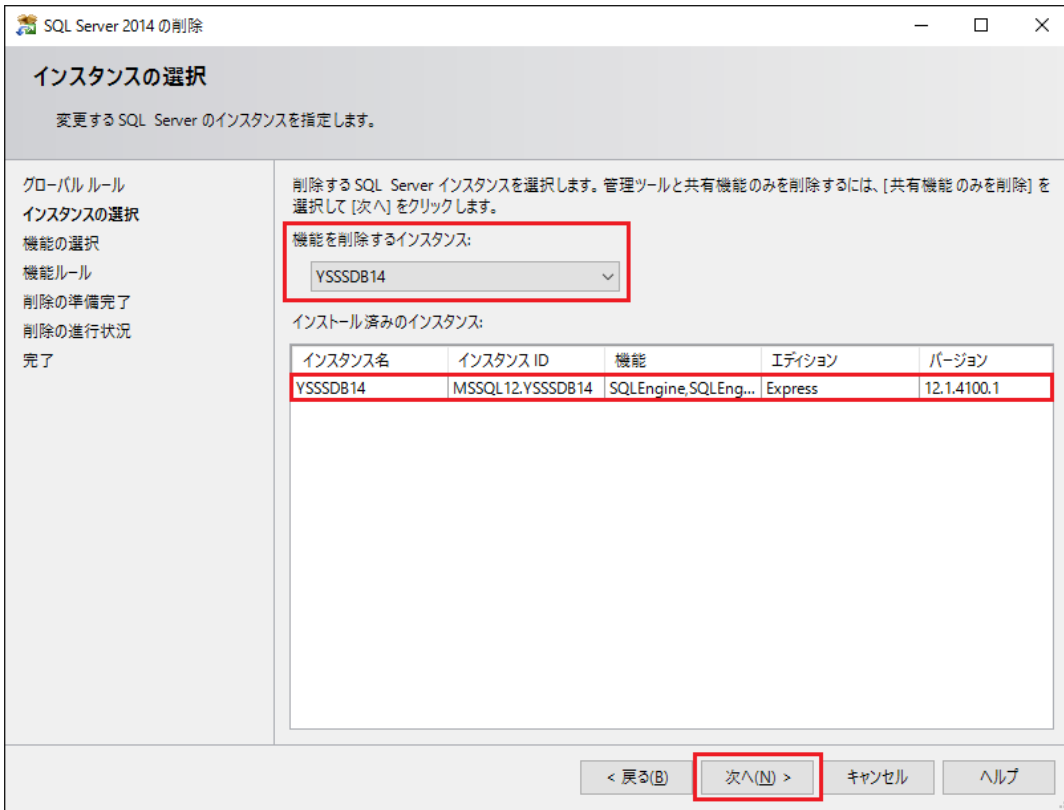 SQL Server 2014 の削除
インスタンスの選択
変更する SQL Server のインスタンスを指定します。
グローバル ルール
インスタンスの選択
機能の選択
機能ルール
削除の準備完了
削除の進行状況
完了
削除する SQL Server インスタンスを選択します。管理ツールと共有機能のみを削除するには、[共有機能のみを削除] を
選択して [次へ] をクリックします。
機能を削除するインスタンス:
YSSSDB14
インストール済みのインスタンス:
インスタンス名 インスタンス ID 機能 エディション バージョン
YSSSDB14 MSSQL12.YSSSDB14 SQLEngine,SQLEng... Express 12.1.4100.1
< 戻る(B) 次へ(N) > キャンセル ヘルプ